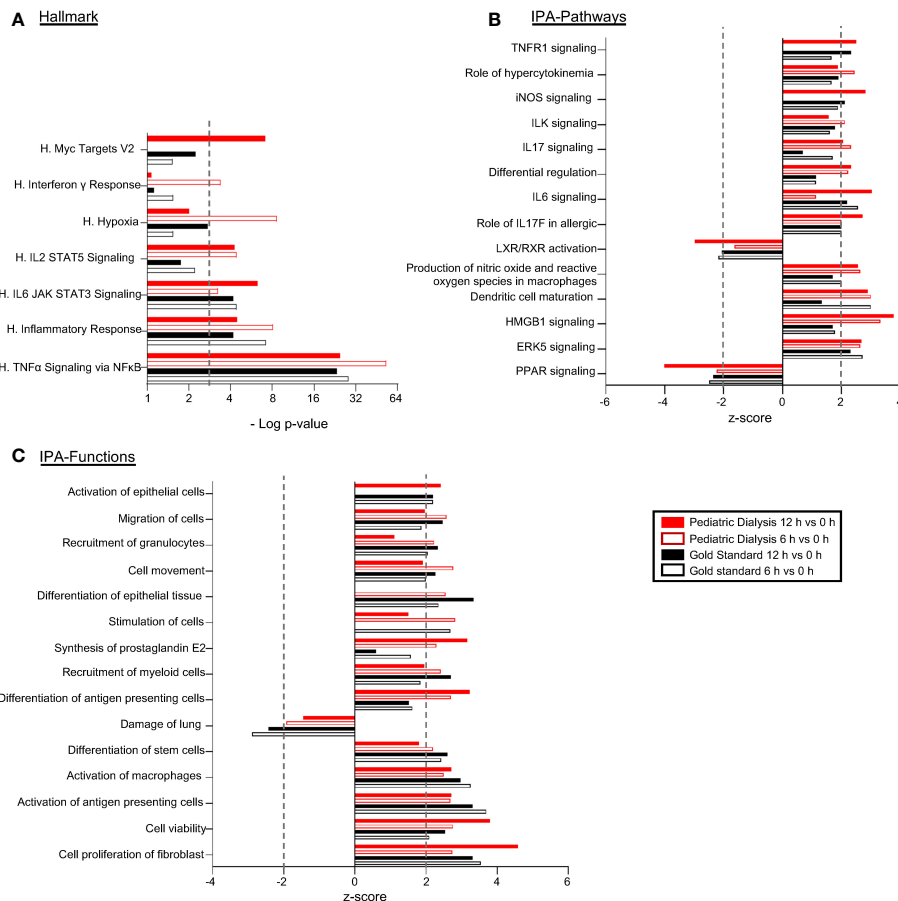 A Hallmark
H. Myc Targets V2
H. Interferon γ Response
H. Hypoxia
H. IL2 STAT5 Signaling
H. IL6 JAK STAT3 Signaling
H. Inflammatory Response
H. TNFα Signaling via NFκB
1 2 4 8 16 32 64
- Log p-value
B IPA-Pathways
TNFR1 signaling
Role of hypercytokinemia
iNOS signaling
ILK signaling
IL17 signaling
Differential regulation
IL6 signaling
Role of IL17F in allergic
LXR/RXR activation
Production of nitric oxide and reactive
oxygen species in macrophages
Dendritic cell maturation
HMGB1 signaling
ERK5 signaling
PPAR signaling
-6 -4 -2 0 2 4
z-score
C IPA-Functions
Activation of epithelial cells
Migration of cells
Recruitment of granulocytes
Cell movement
Differentiation of epithelial tissue
Stimulation of cells
Synthesis of prostaglandin E2
Recruitment of myeloid cells
Differentiation of antigen presenting cells
Damage of lung
Differentiation of stem cells
Activation of macrophages
Activation of antigen presenting cells
Cell viability
Cell proliferation of fibroblast
-4 -2 0 2 4 6
z-score
Pediatric Dialysis 12 h vs 0 h
Pediatric Dialysis 6 h vs 0 h
Gold Standard 12 h vs 0 h
Gold standard 6 h vs 0 h